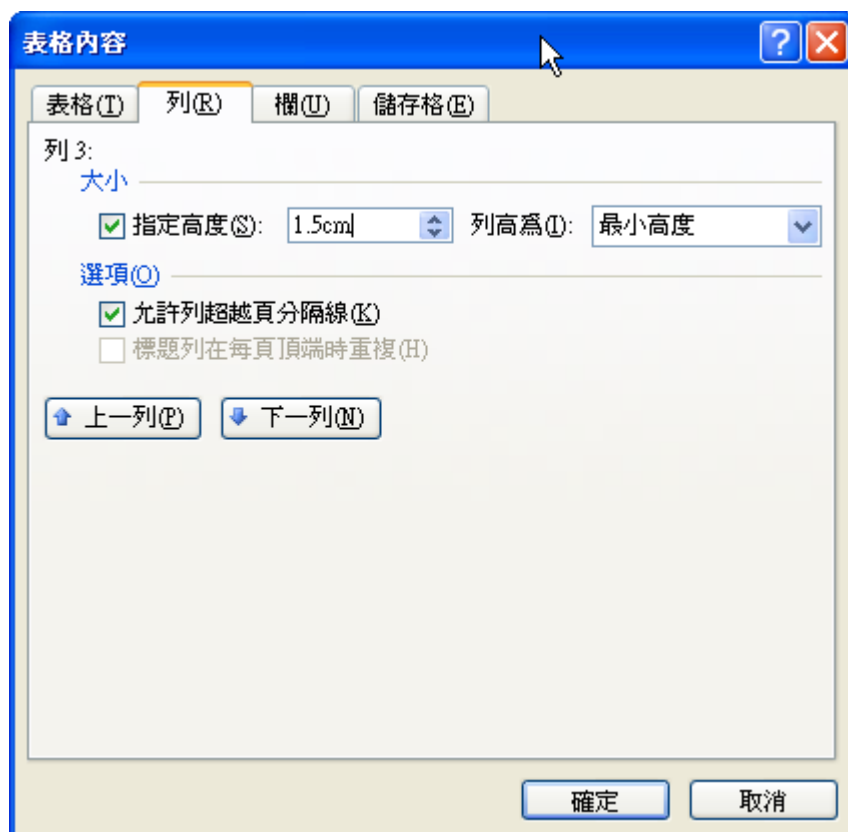 表格內容
表格(T) 列(R) 欄(U) 儲存格(E)
列 3:
大小
指定高度(S): 1.5cm 列高為(I): 最小高度
選項(O)
允許列超越頁分隔線(K)
標題列在每頁頂端時重複(H)
上一列(P) 下一列(N)
確定 取消